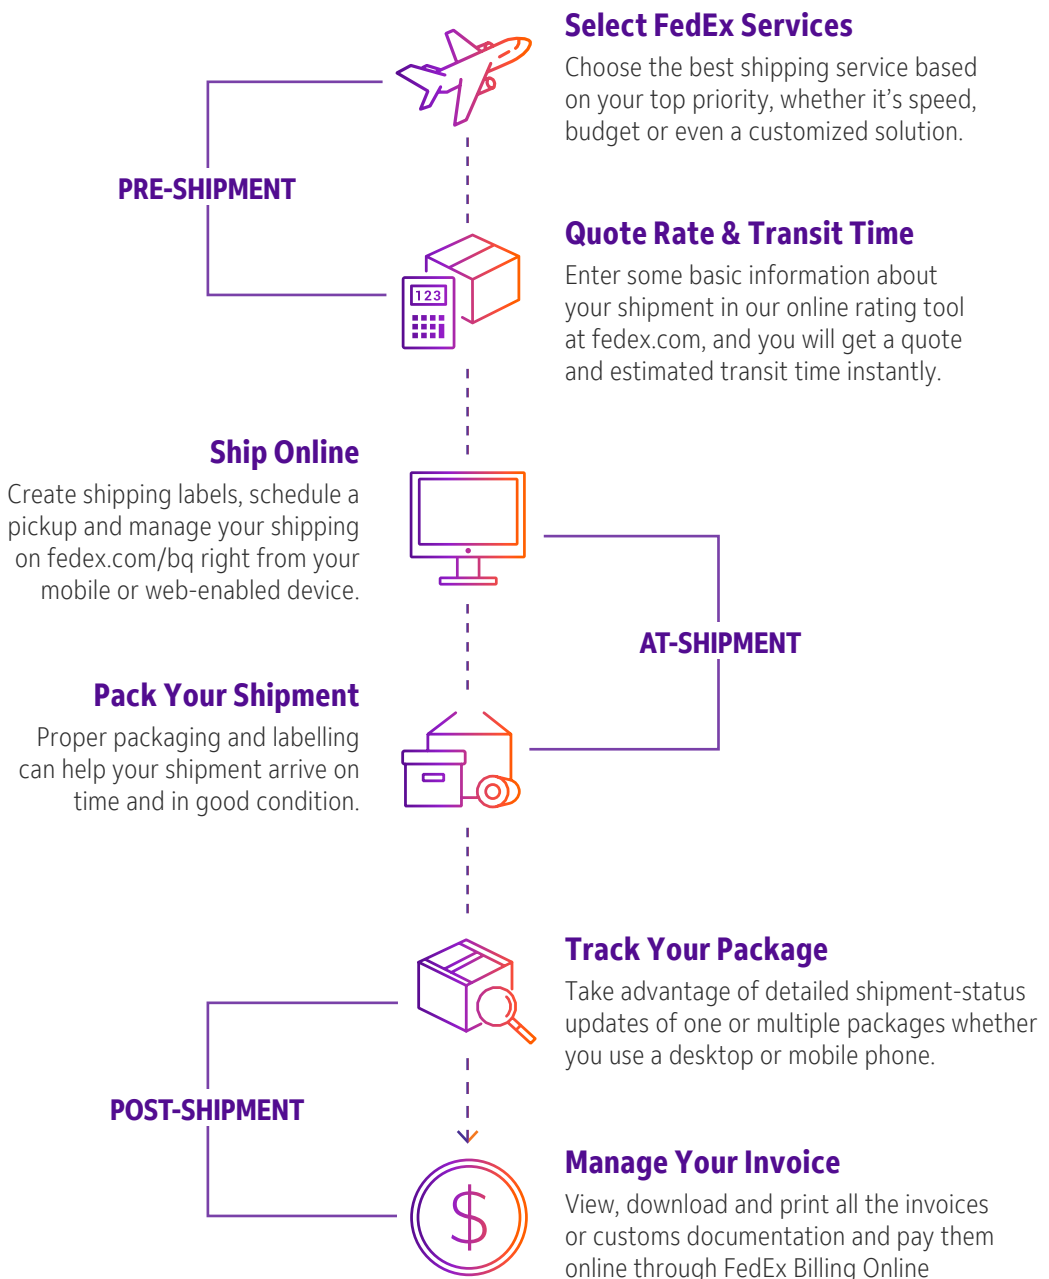 Select FedEx Services
Choose the best shipping service based
on your top priority, whether it’s speed,
budget or even a customized solution.
PRE-SHIPMENT
Quote Rate & Transit Time
Enter some basic information about
your shipment in our online rating tool
at fedex.com, and you will get a quote
and estimated transit time instantly.
123
Ship Online
Create shipping labels, schedule a
pickup and manage your shipping
on fedex.com/bq right from your
mobile or web-enabled device.
AT-SHIPMENT
Pack Your Shipment
Proper packaging and labelling
can help your shipment arrive on
time and in good condition.
Track Your Package
Take advantage of detailed shipment-status
updates of one or multiple packages whether
you use a desktop or mobile phone.
POST-SHIPMENT
Manage Your Invoice
View, download and print all the invoices
or customs documentation and pay them
online through FedEx Billing Online
$